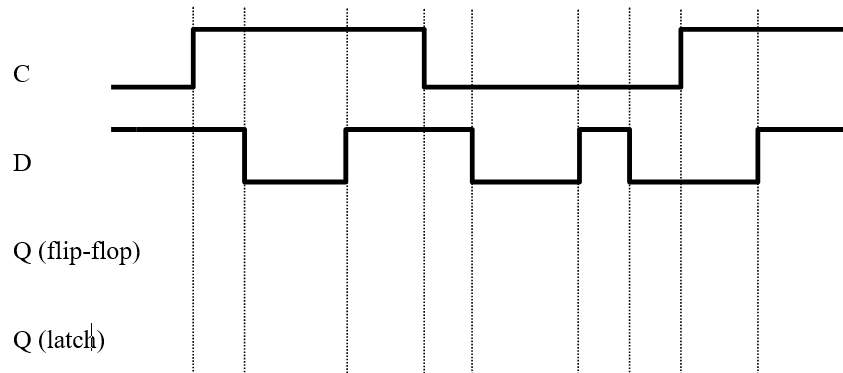 C
D
Q (flip-flop)
Q (latch)